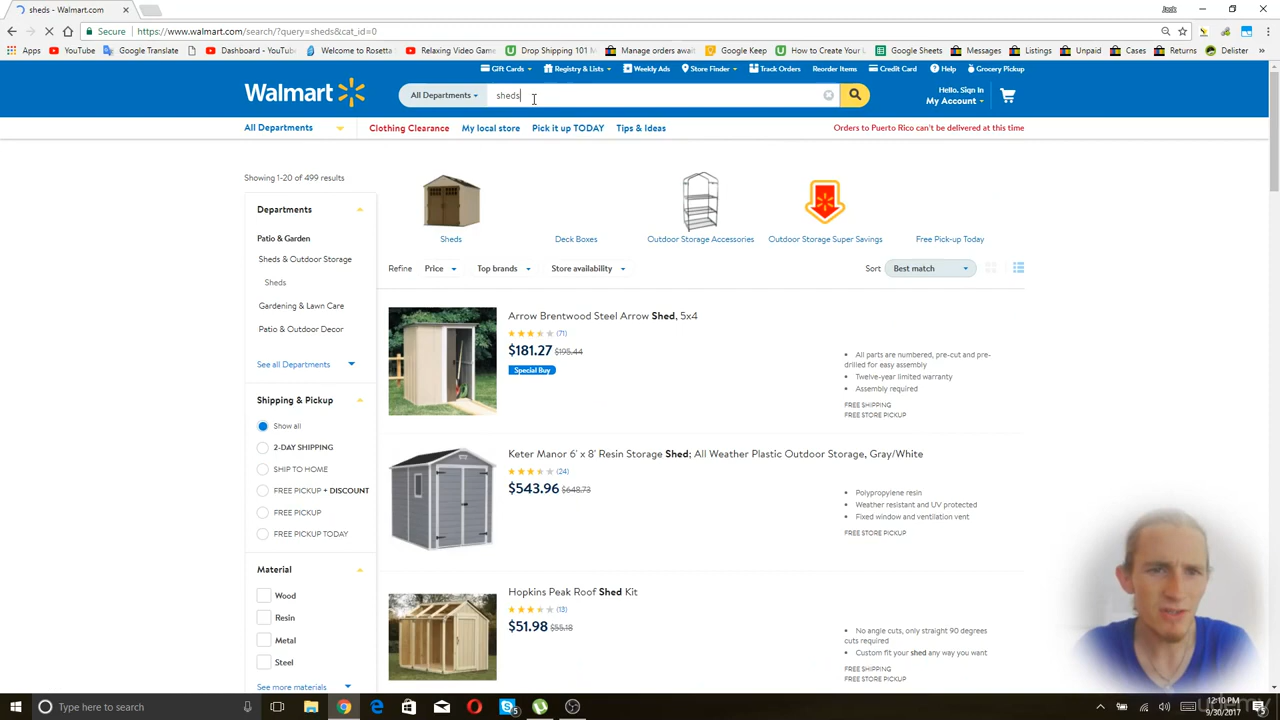 sheds - Walmart.com
Secure https://www.walmart.com/search/?query=sheds&cat_id=0
Apps YouTube Google Translate Dashboard - YouTu Welcome to Rosetta Relaxing Video Game Drop Shipping 101 M Manage orders awai Google Keep How to Create Your Google Sheets Messages Listings Unpaid Cases Returns Delister
Gift Cards Registry & Lists Weekly Ads Store Finder Track Orders Reorder Items Credit Card Help Grocery Pickup
Walmart All Departments sheds Hello. Sign In
My Account
All Departments Clothing Clearance My local store Pick it up TODAY Tips & Ideas Orders to Puerto Rico can't be delivered at this time
Showing 1-20 of 499 results
Departments
Patio & Garden
Sheds & Outdoor Storage
Sheds
Gardening & Lawn Care
Patio & Outdoor Decor
See all Departments
Shipping & Pickup
Show all
2-DAY SHIPPING
SHIP TO HOME
FREE PICKUP + DISCOUNT
FREE PICKUP
FREE PICKUP TODAY
Material
Wood
Resin
Metal
Steel
See more materials
Sheds Deck Boxes Outdoor Storage Accessories Outdoor Storage Super Savings Free Pick-up Today
Refine Price Top brands Store availability Sort Best match
Arrow Brentwood Steel Arrow Shed, 5x4
(71)
$181.27 $195.44
Special Buy
All parts are numbered, pre-cut and pre-
drilled for easy assembly
Twelve-year limited warranty
Assembly required
FREE SHIPPING
FREE STORE PICKUP
Keter Manor 6' x 8' Resin Storage Shed; All Weather Plastic Outdoor Storage, Gray/White
(24)
$543.96 $648.73
Polypropylene resin
Weather resistant and UV protected
Fixed window and ventilation vent
FREE STORE PICKUP
Hopkins Peak Roof Shed Kit
(13)
$51.98 $55.18
No angle cuts, only straight 90 degrees
cuts required
Custom fit your shed any way you want
FREE SHIPPING
FREE STORE PICKUP
Type here to search
12:10 PM
9/30/2017